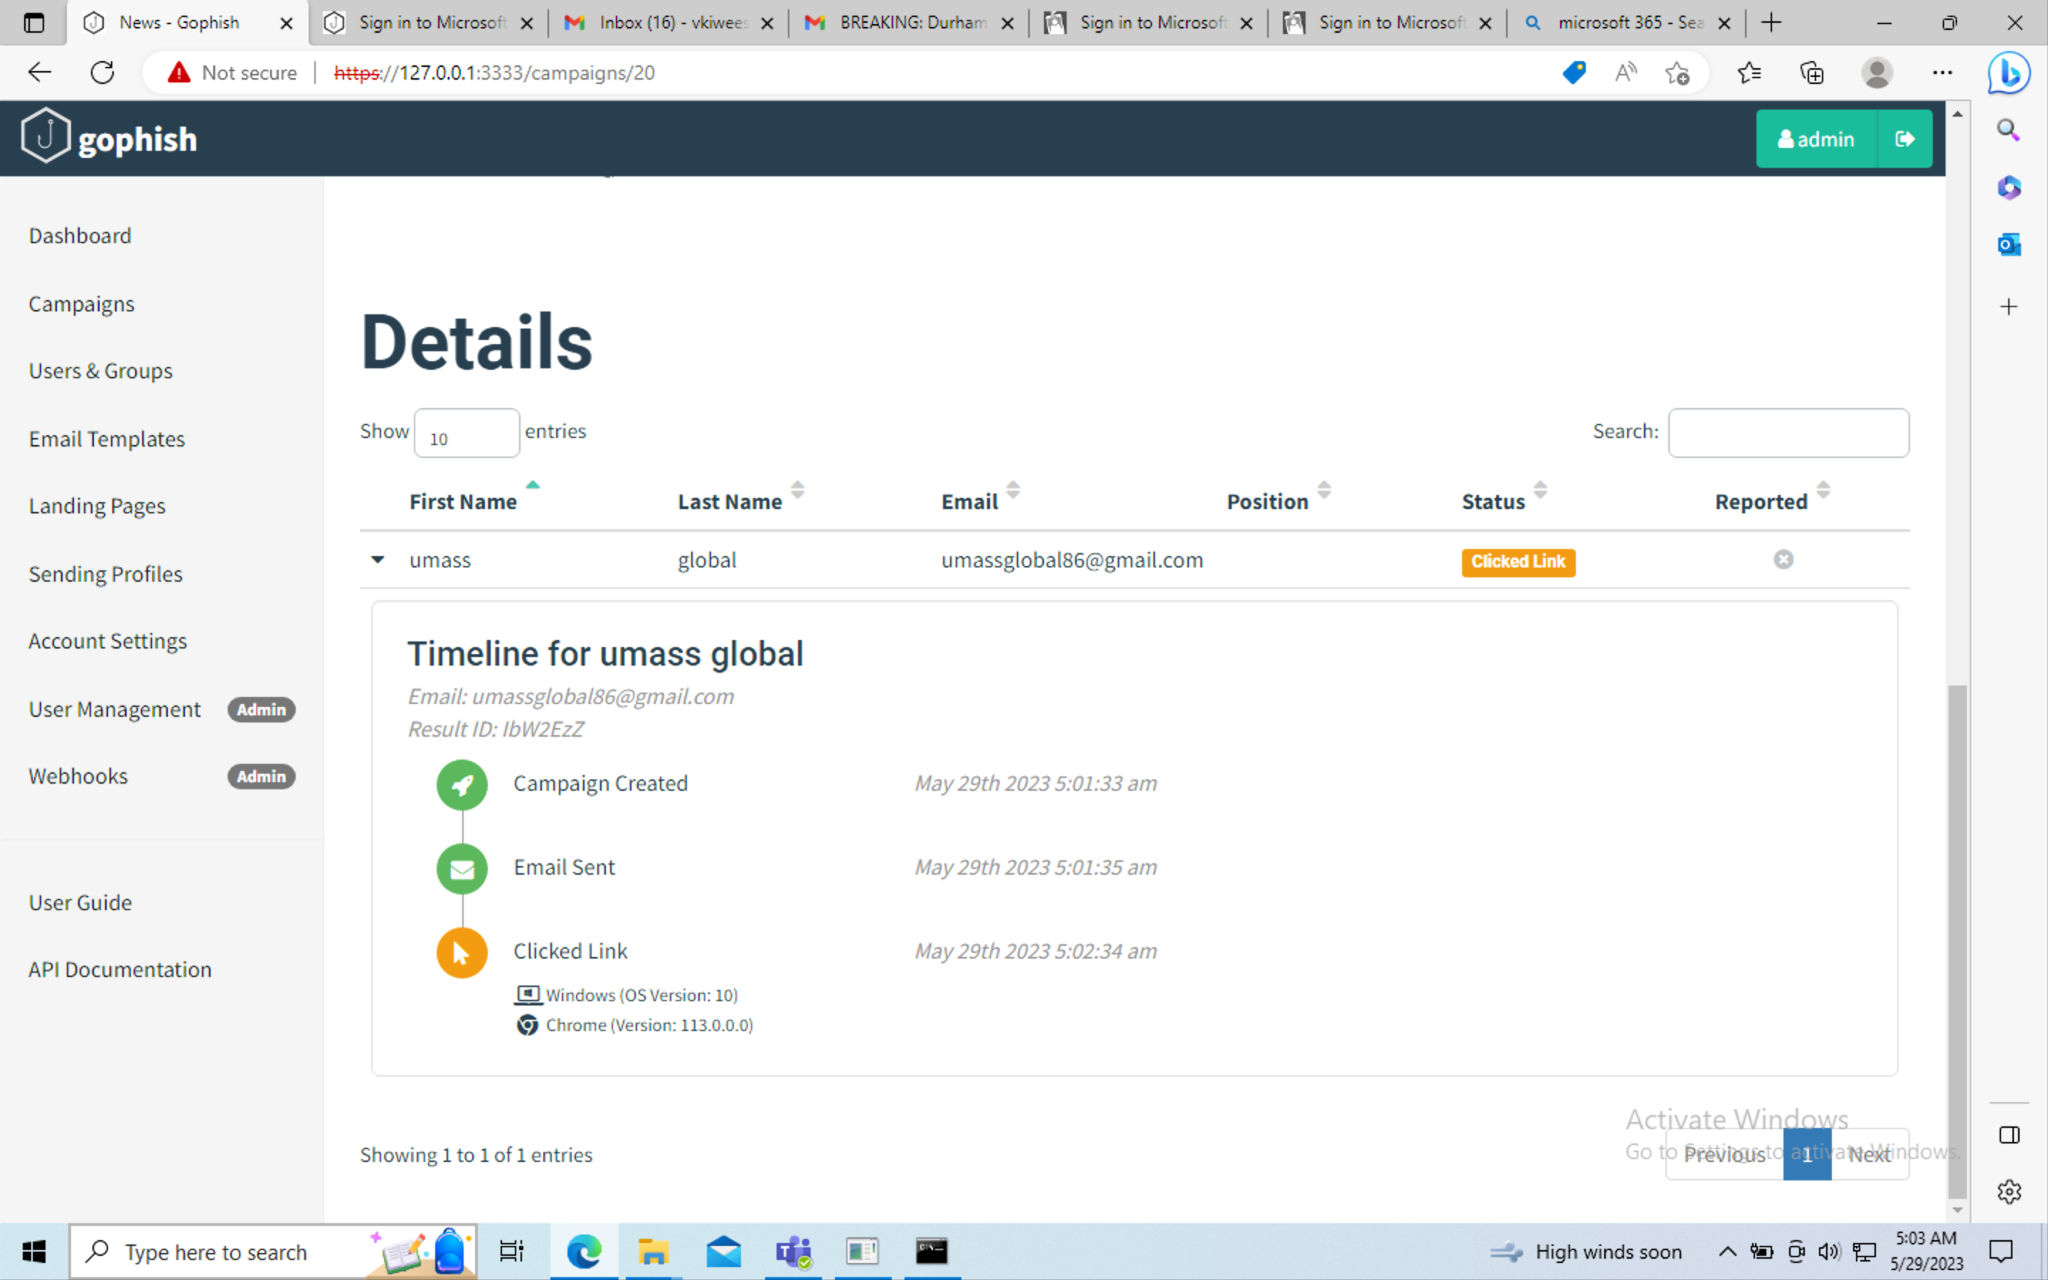 News - Gophish
Sign in to Microsoft
Inbox (16) - vkiwees
BREAKING: Durham
Sign in to Microsoft
Sign in to Microsoft
microsoft 365 - Sea
Not secure
https://127.0.0.1:3333/campaigns/20
gophish
admin
Dashboard
Campaigns
Users & Groups
Email Templates
Landing Pages
Sending Profiles
Account Settings
User Management Admin
Webhooks Admin
User Guide
API Documentation
Details
Show 10 entries
Search:
First Name Last Name Email Position Status Reported
umass global umassglobal86@gmail.com Clicked Link
Timeline for umass global
Email: umassglobal86@gmail.com
Result ID: IbW2EzZ
Campaign Created May 29th 2023 5:01:33 am
Email Sent May 29th 2023 5:01:35 am
Clicked Link May 29th 2023 5:02:34 am
Windows (OS Version: 10)
Chrome (Version: 113.0.0.0)
Activate Windows
Go to Settings to activate Windows.
Showing 1 to 1 of 1 entries
Previous 1 Next
Type here to search
High winds soon
5:03 AM
5/29/2023